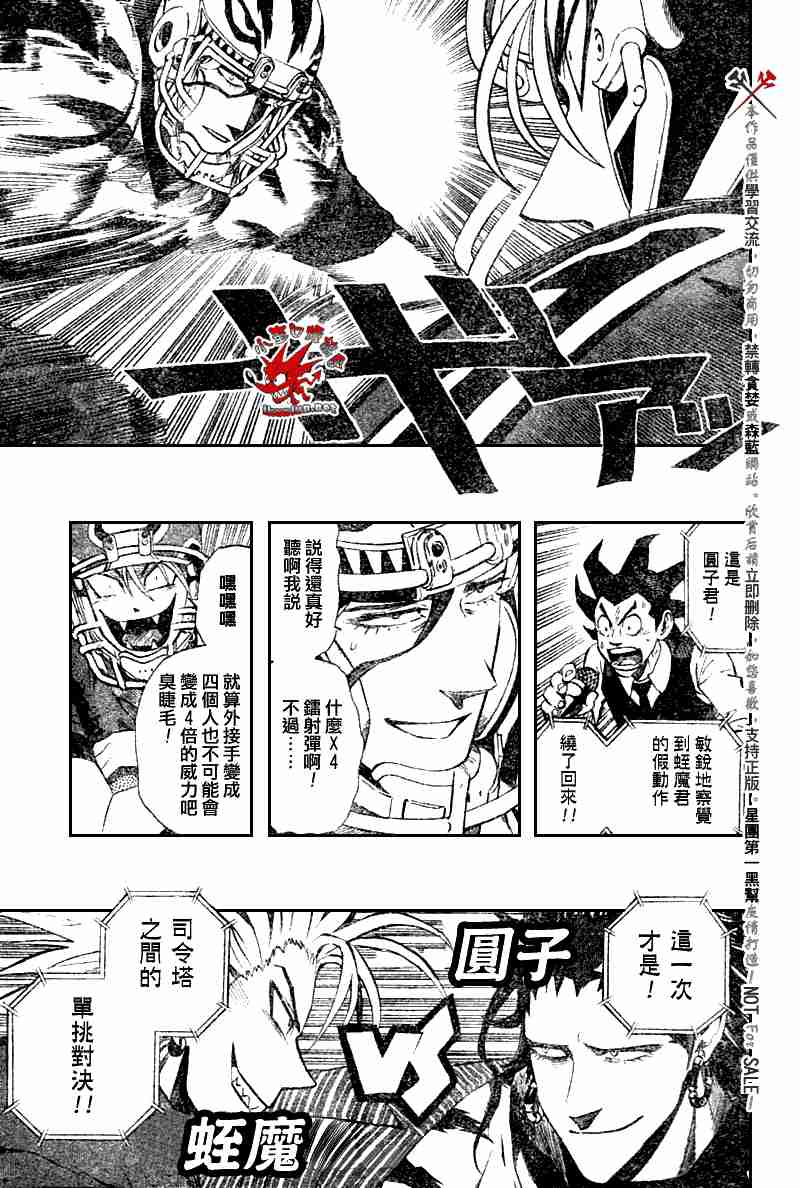 ギャアッ
這是
圓子君！
敏銳地察覺
到蛭魔君
的假動作
繞了回來!!
說得還真好
聽啊我說
什麼X4
鐳射彈啊！
不過……
嘿嘿嘿
就算外接手變成
四個人也不可能會
變成4倍的威力吧
臭睫毛！
這一次
才是！
圓子
VS
蛭魔
司令塔
之間的
單挑對決!!
本作品僅供學習交流，切勿商用，禁轉貪婪或森藍網站。欣賞后請立即刪除，如您喜歡，支持正版。星團第一黑幫友情打造！NOT For SALE！